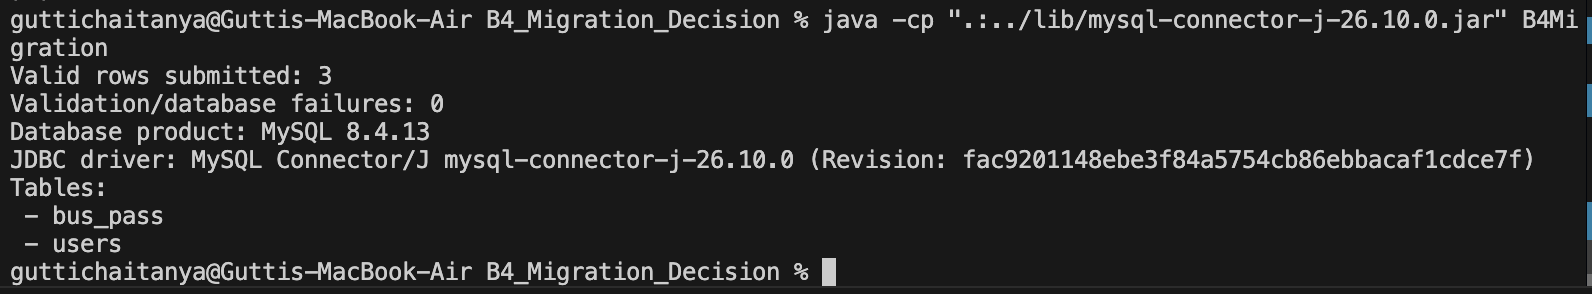 guttichaitanya@Guttis-MacBook-Air B4_Migration_Decision % java -cp ".:../lib/mysql-connector-j-26.10.0.jar" B4Mi
gration
Valid rows submitted: 3
Validation/database failures: 0
Database product: MySQL 8.4.13
JDBC driver: MySQL Connector/J mysql-connector-j-26.10.0 (Revision: fac9201148ebe3f84a5754cb86ebbacaf1cdce7f)
Tables:
 - bus_pass
 - users
guttichaitanya@Guttis-MacBook-Air B4_Migration_Decision %